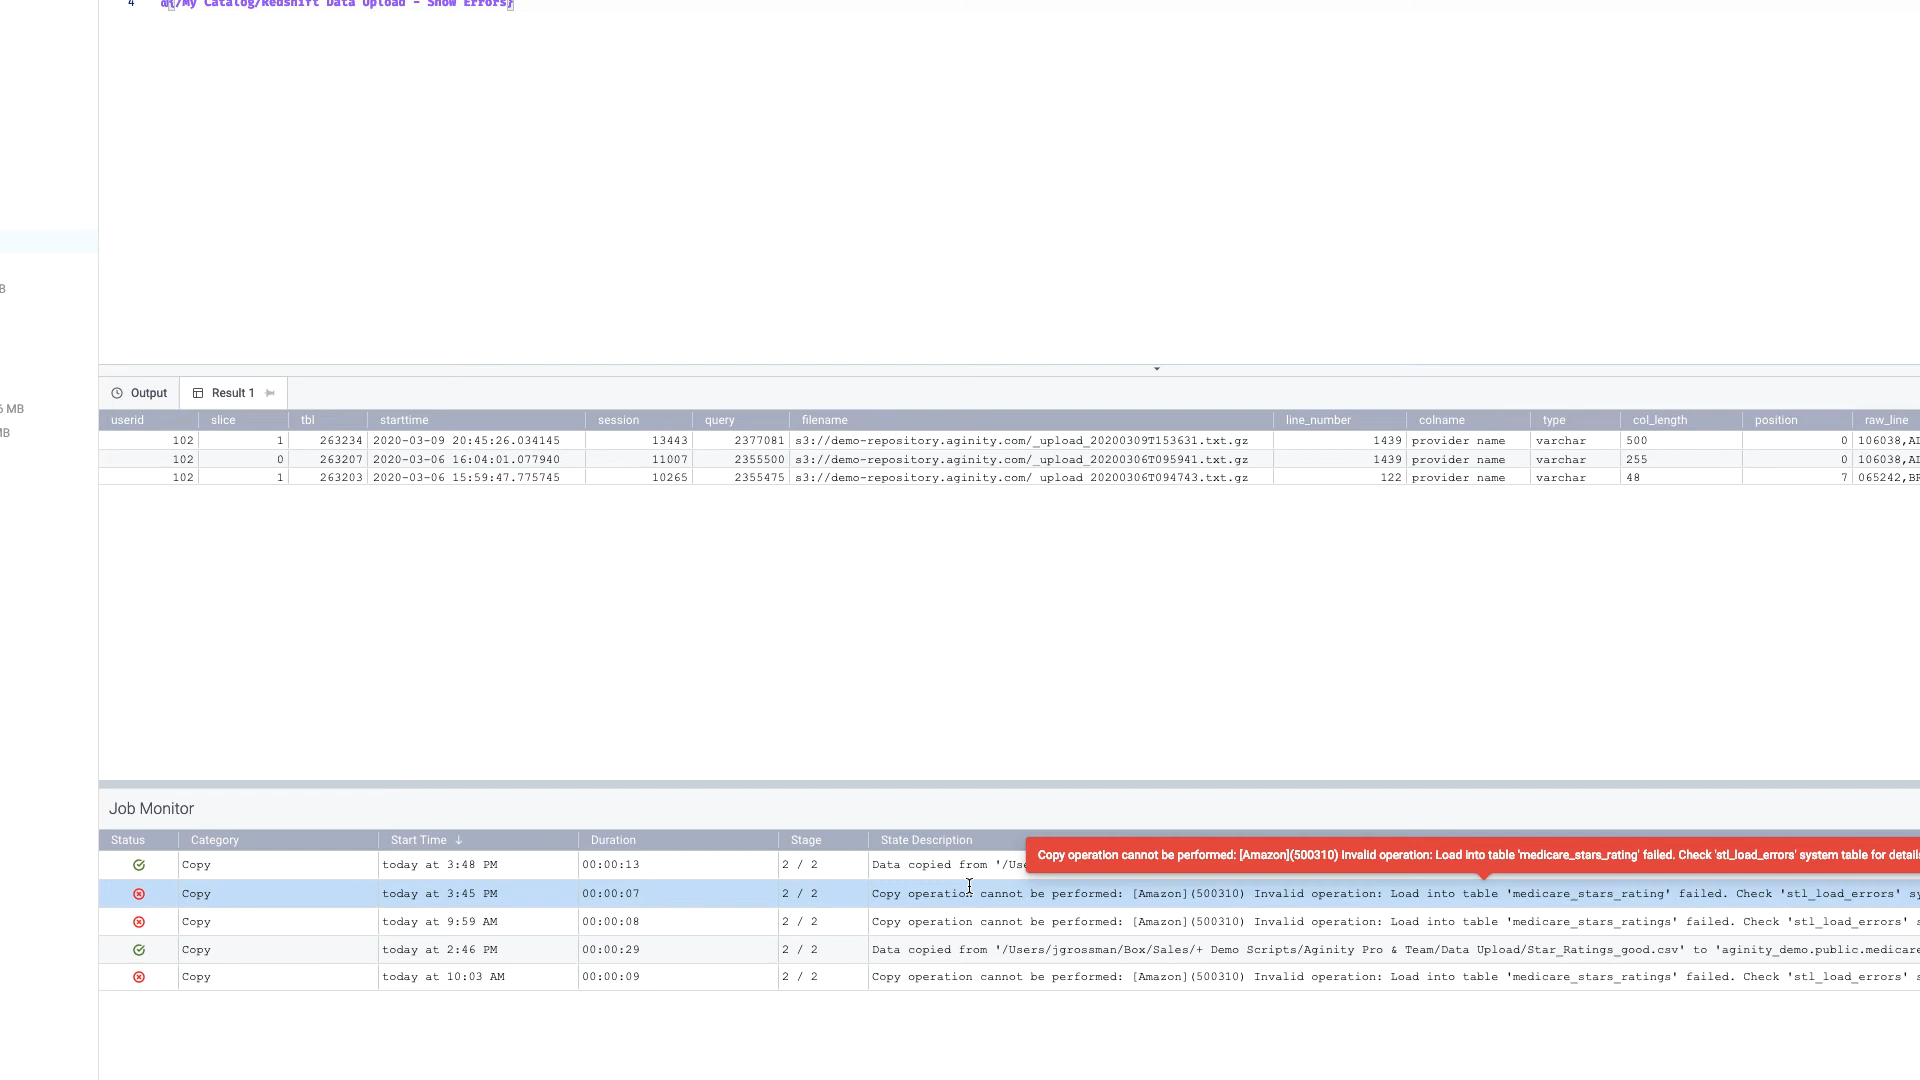 4 @{/My Catalog/Redshift Data Upload - Show Errors}
B
6 MB
MB
Output Result 1
userid slice tbl starttime session query filename line_number colname type col_length position raw_line
102 1 263234 2020-03-09 20:45:26.034145 13443 2377081 s3://demo-repository.aginity.com/_upload_20200309T153631.txt.gz 1439 provider name varchar 500 0 106038,AL
102 0 263207 2020-03-06 16:04:01.077940 11007 2355500 s3://demo-repository.aginity.com/_upload_20200306T095941.txt.gz 1439 provider name varchar 255 0 106038,AL
102 1 263203 2020-03-06 15:59:47.775745 10265 2355475 s3://demo-repository.aginity.com/_upload_20200306T094743.txt.gz 122 provider name varchar 48 7 065242,BR
Job Monitor
Status Category Start Time ↓ Duration Stage State Description
Copy operation cannot be performed: [Amazon](500310) Invalid operation: Load into table 'medicare_stars_rating' failed. Check 'stl_load_errors' system table for details
Copy today at 3:48 PM 00:00:13 2 / 2 Data copied from '/Use
Copy today at 3:45 PM 00:00:07 2 / 2 Copy operation cannot be performed: [Amazon](500310) Invalid operation: Load into table 'medicare_stars_rating' failed. Check 'stl_load_errors' sy
Copy today at 9:59 AM 00:00:08 2 / 2 Copy operation cannot be performed: [Amazon](500310) Invalid operation: Load into table 'medicare_stars_ratings' failed. Check 'stl_load_errors' s
Copy today at 2:46 PM 00:00:29 2 / 2 Data copied from '/Users/jgrossman/Box/Sales/+ Demo Scripts/Aginity Pro & Team/Data Upload/Star_Ratings_good.csv' to 'aginity_demo.public.medicare
Copy today at 10:03 AM 00:00:09 2 / 2 Copy operation cannot be performed: [Amazon](500310) Invalid operation: Load into table 'medicare_stars_ratings' failed. Check 'stl_load_errors' s